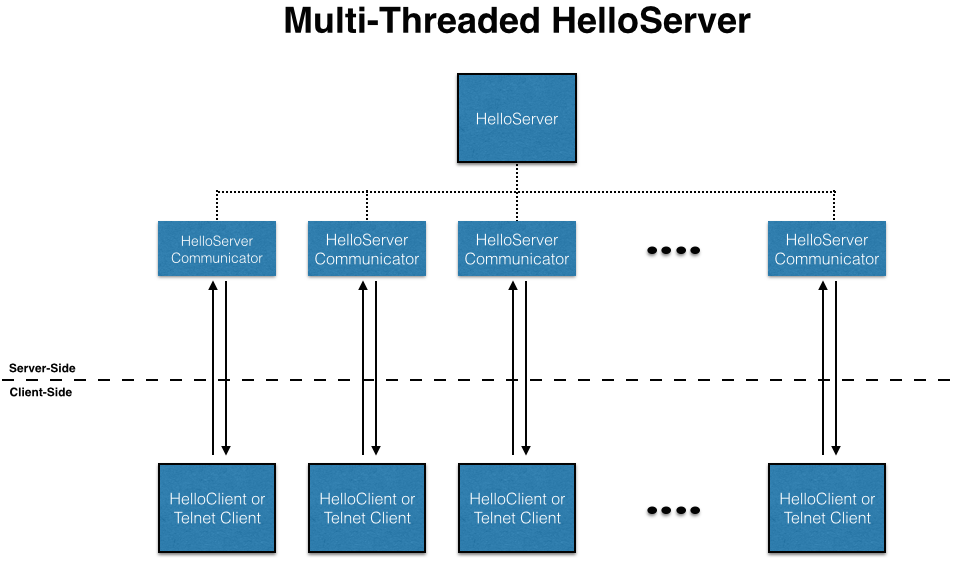 Multi-Threaded HelloServer
HelloServer
HelloServer
Communicator
HelloServer
Communicator
HelloServer
Communicator
HelloServer
Communicator
Server-Side
Client-Side
HelloClient or
Telnet Client
HelloClient or
Telnet Client
HelloClient or
Telnet Client
HelloClient or
Telnet Client